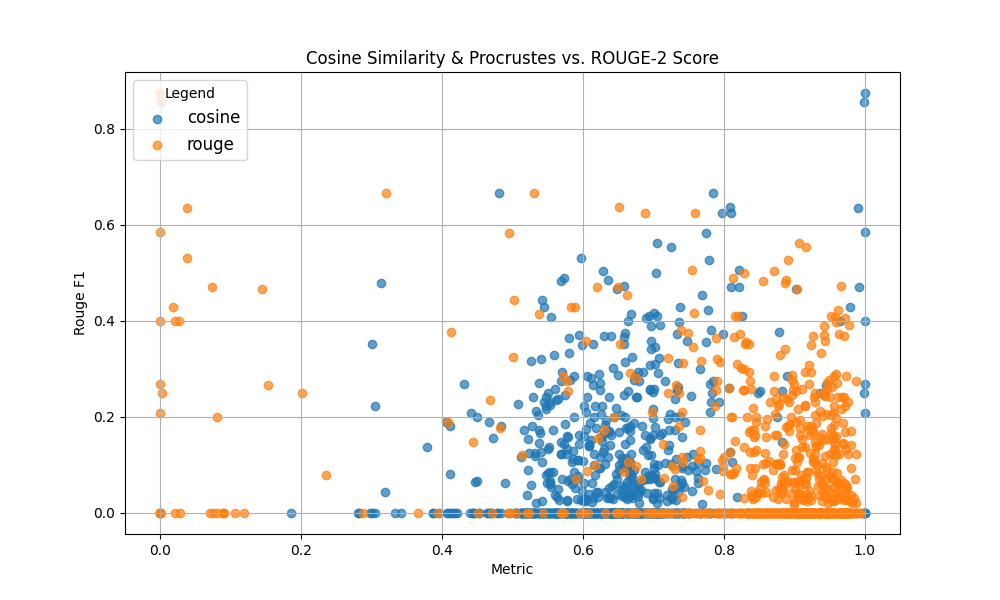 Cosine Similarity & Procrustes vs. ROUGE-2 Score
Legend
cosine
rouge
Rouge F1
0.8
0.6
0.4
0.2
0.0
0.0 0.2 0.4 0.6 0.8 1.0
Metric